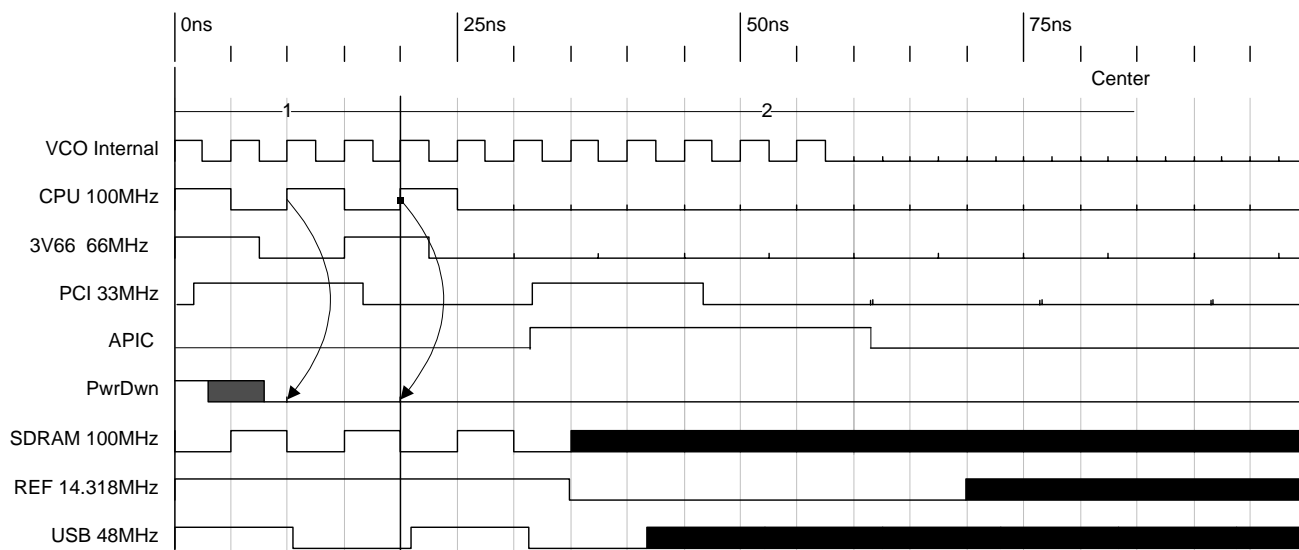 0ns 25ns 50ns 75ns
Center
1 2
VCO Internal
CPU 100MHz
3V66 66MHz
PCI 33MHz
APIC
PwrDwn
SDRAM 100MHz
REF 14.318MHz
USB 48MHz